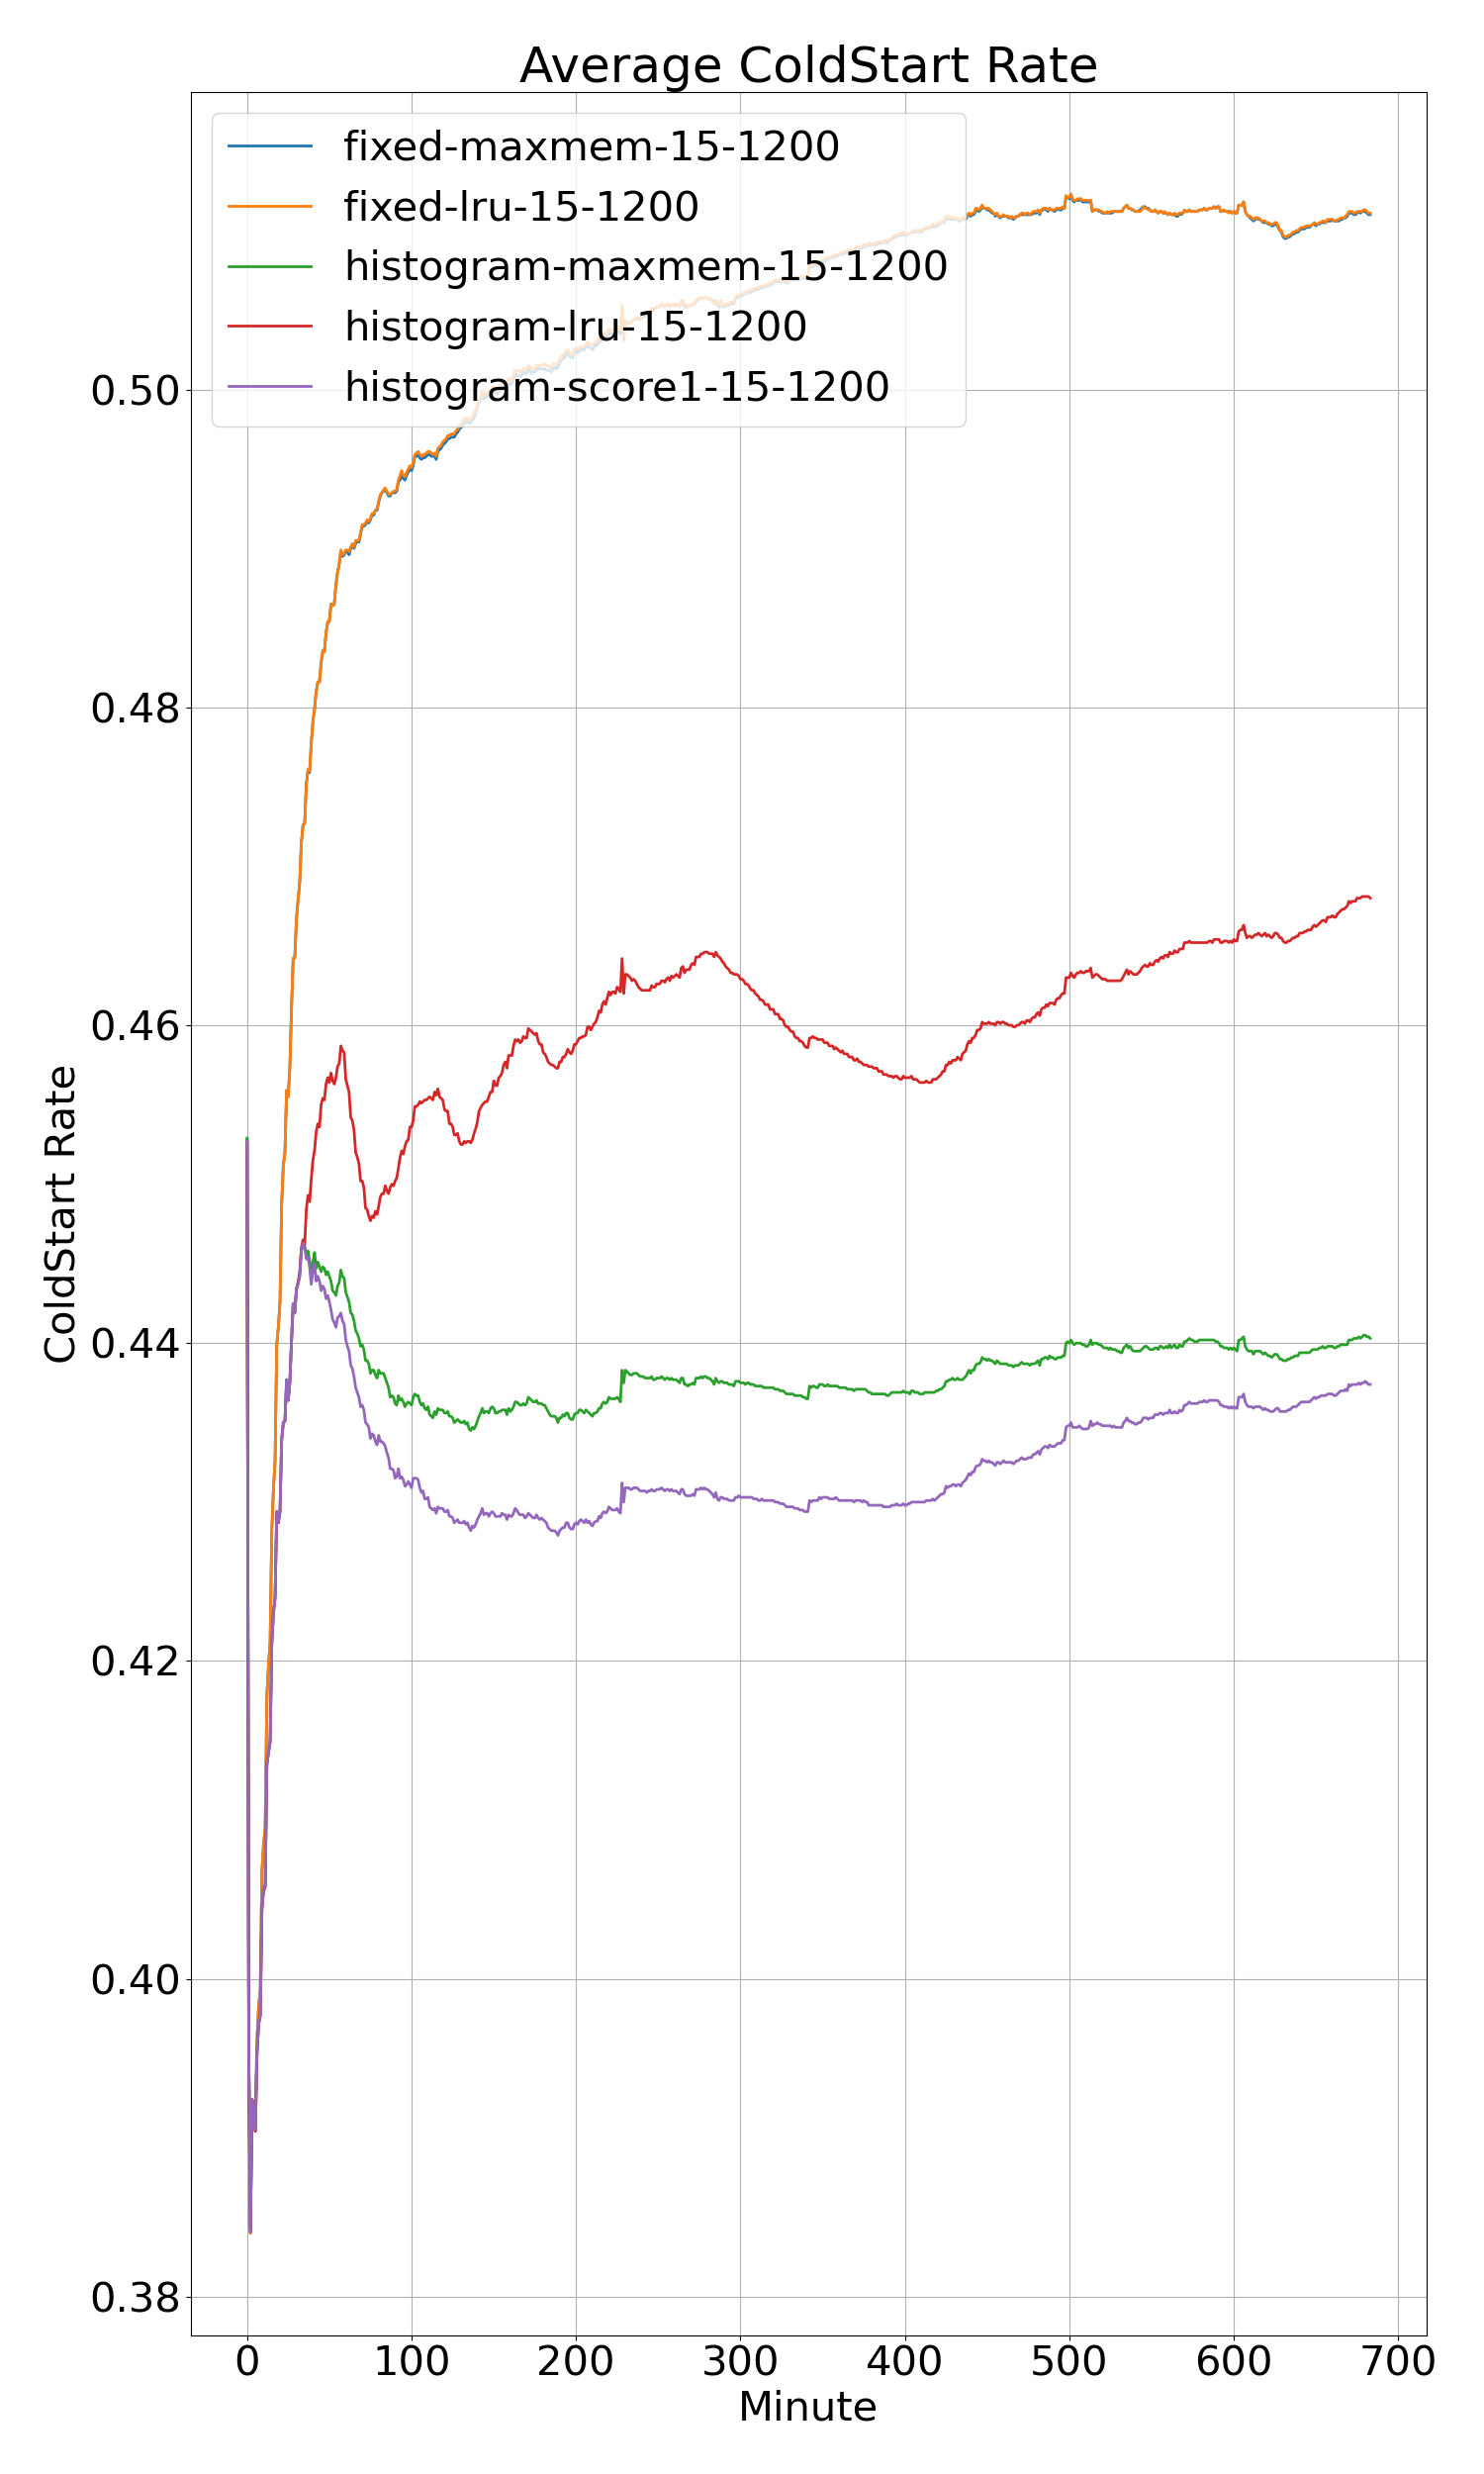 Average ColdStart Rate
fixed-maxmem-15-1200
fixed-lru-15-1200
histogram-maxmem-15-1200
histogram-lru-15-1200
histogram-score1-15-1200
0.50
0.48
0.46
0.44
0.42
0.40
0.38
ColdStart Rate
0 100 200 300 400 500 600 700
Minute